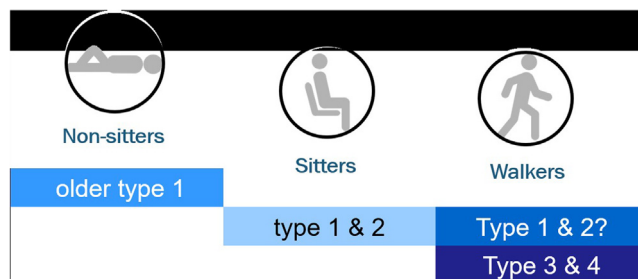 Non-sitters
Sitters
Walkers
older type 1
type 1 & 2
Type 1 & 2?
Type 3 & 4